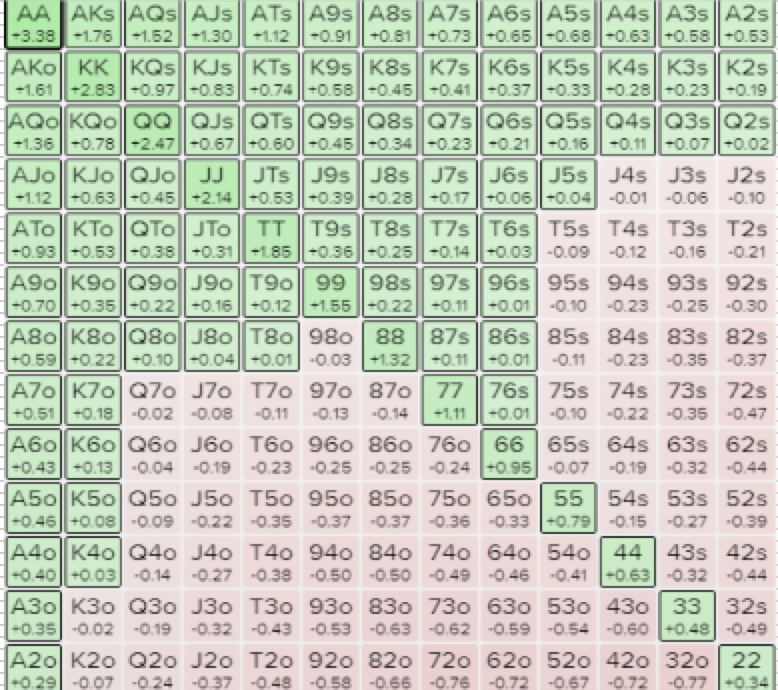 AA AKs AQs AJs ATs A9s A8s A7s A6s A5s A4s A3s A2s
+3.38 +1.76 +1.52 +1.30 +1.12 +0.91 +0.81 +0.73 +0.65 +0.68 +0.63 +0.58 +0.53
AKo KK KQs KJs KTs K9s K8s K7s K6s K5s K4s K3s K2s
+1.61 +2.83 +0.97 +0.83 +0.74 +0.58 +0.45 +0.41 +0.37 +0.33 +0.28 +0.23 +0.19
AQo KQo QQ QJs QTs Q9s Q8s Q7s Q6s Q5s Q4s Q3s Q2s
+1.36 +0.78 +2.47 +0.67 +0.60 +0.45 +0.34 +0.23 +0.21 +0.16 +0.11 +0.07 +0.02
AJo KJo QJo JJ JTs J9s J8s J7s J6s J5s J4s J3s J2s
+1.12 +0.63 +0.45 +2.14 +0.53 +0.39 +0.28 +0.17 +0.06 +0.04 -0.01 -0.06 -0.10
ATo KTo QTo JTo TT T9s T8s T7s T6s T5s T4s T3s T2s
+0.93 +0.53 +0.38 +0.31 +1.85 +0.36 +0.25 +0.14 +0.03 -0.09 -0.12 -0.16 -0.21
A9o K9o Q9o J9o T9o 99 98s 97s 96s 95s 94s 93s 92s
+0.70 +0.35 +0.22 +0.16 +0.12 +1.55 +0.22 +0.11 +0.01 -0.10 -0.23 -0.25 -0.30
A8o K8o Q8o J8o T8o 98o 88 87s 86s 85s 84s 83s 82s
+0.59 +0.22 +0.10 +0.04 +0.01 -0.03 +1.32 +0.11 +0.01 -0.11 -0.23 -0.35 -0.37
A7o K7o Q7o J7o T7o 97o 87o 77 76s 75s 74s 73s 72s
+0.51 +0.18 -0.02 -0.08 -0.11 -0.13 -0.14 +1.11 +0.01 -0.10 -0.22 -0.35 -0.47
A6o K6o Q6o J6o T6o 96o 86o 76o 66 65s 64s 63s 62s
+0.43 +0.13 -0.04 -0.19 -0.23 -0.25 -0.25 -0.24 +0.95 -0.07 -0.19 -0.32 -0.44
A5o K5o Q5o J5o T5o 95o 85o 75o 65o 55 54s 53s 52s
+0.46 +0.08 -0.09 -0.22 -0.35 -0.37 -0.37 -0.36 -0.33 +0.79 -0.15 -0.27 -0.39
A4o K4o Q4o J4o T4o 94o 84o 74o 64o 54o 44 43s 42s
+0.40 +0.03 -0.14 -0.27 -0.38 -0.50 -0.50 -0.49 -0.46 -0.41 +0.63 -0.32 -0.44
A3o K3o Q3o J3o T3o 93o 83o 73o 63o 53o 43o 33 32s
+0.35 -0.02 -0.19 -0.32 -0.43 -0.53 -0.63 -0.62 -0.59 -0.54 -0.60 +0.48 -0.49
A2o K2o Q2o J2o T2o 92o 82o 72o 62o 52o 42o 32o 22
+0.29 -0.07 -0.24 -0.37 -0.48 -0.58 -0.66 -0.76 -0.72 -0.67 -0.72 -0.77 +0.34